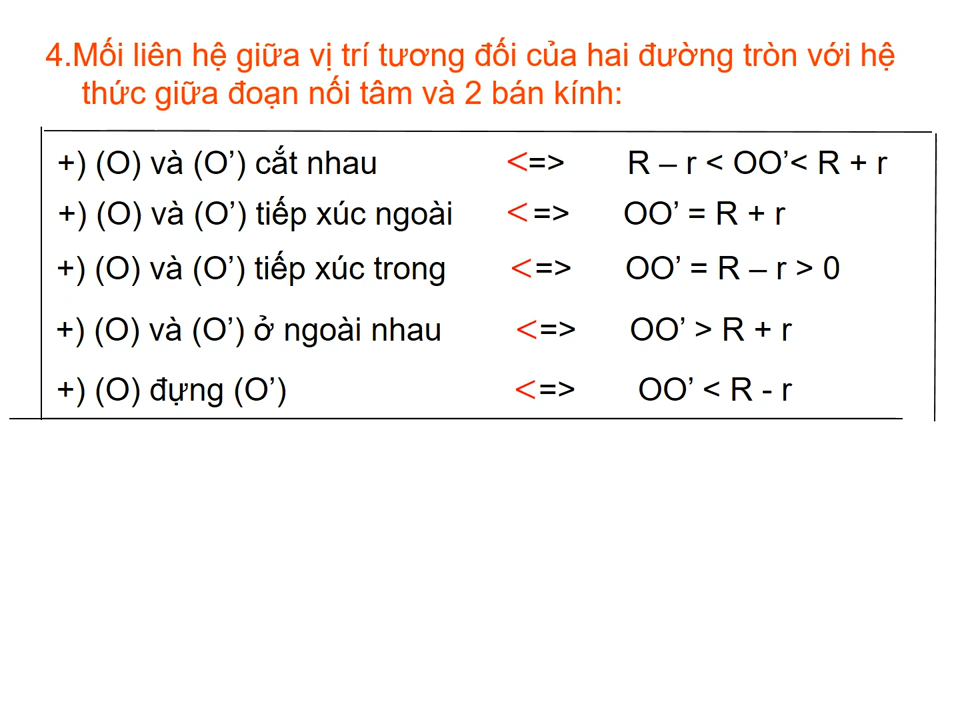 4.Mối liên hệ giữa vị trí tương đối của hai đường tròn với hệ
thức giữa đoạn nối tâm và 2 bán kính:
+) (O) và (O’) cắt nhau <=> R – r < OO’< R + r
+) (O) và (O’) tiếp xúc ngoài <=> OO’ = R + r
+) (O) và (O’) tiếp xúc trong <=> OO’ = R – r > 0
+) (O) và (O’) ở ngoài nhau <=> OO’ > R + r
+) (O) đựng (O’) <=> OO’ < R - r